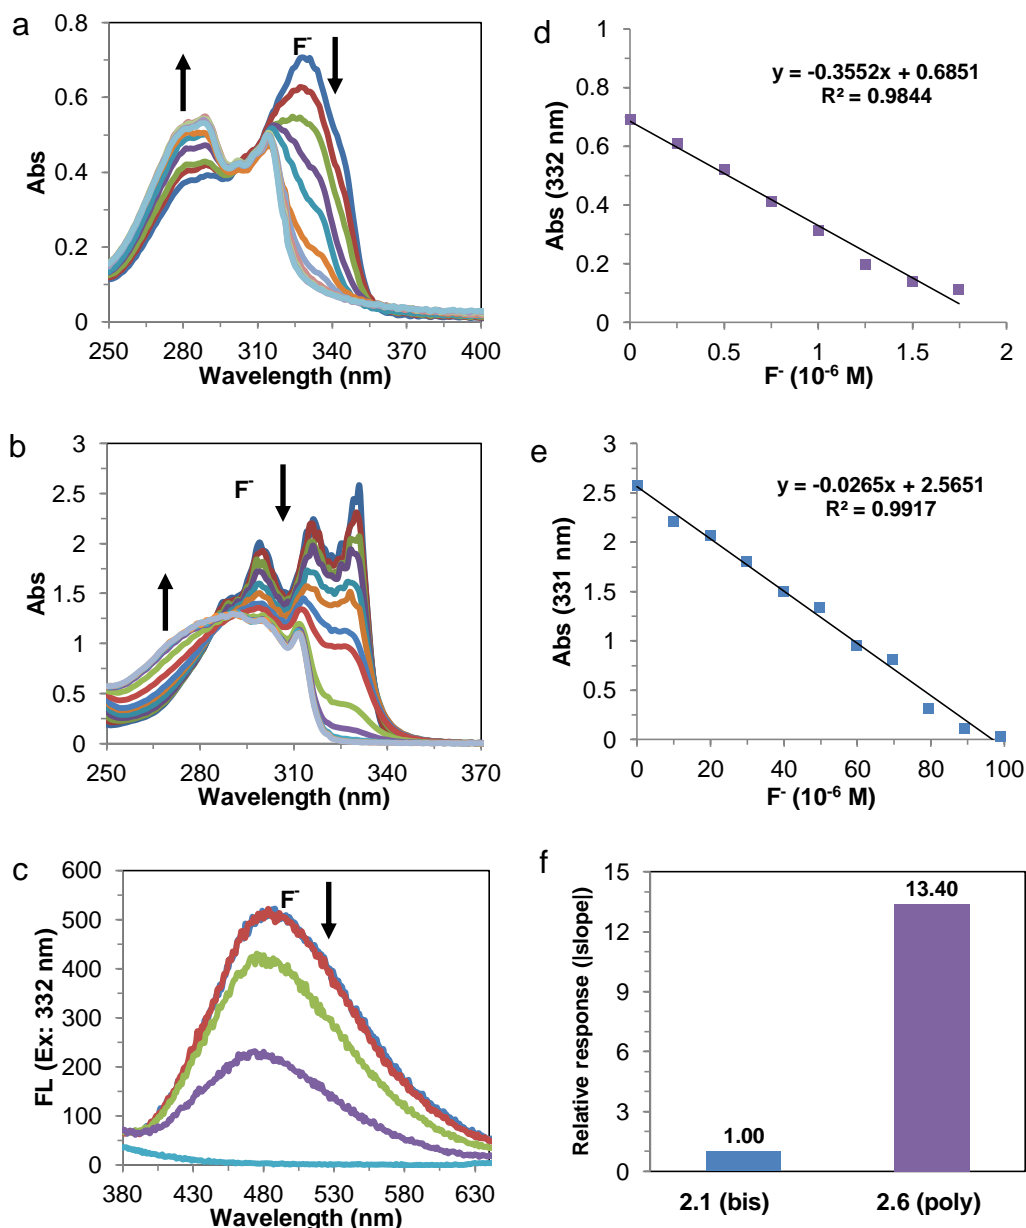 a
0.8
0.6
0.4
0.2
0
Abs
F-
250 280 310 340 370 400
Wavelength (nm)
d
1
0.8
0.6
0.4
0.2
0
Abs (332 nm)
y = -0.3552x + 0.6851
R² = 0.9844
0 0.5 1 1.5 2
F- (10-6 M)
b
3
2.5
2
1.5
1
0.5
0
Abs
F-
250 280 310 340 370
Wavelength (nm)
e
3
2.5
2
1.5
1
0.5
0
Abs (331 nm)
y = -0.0265x + 2.5651
R² = 0.9917
0 20 40 60 80 100
F- (10-6 M)
c
600
500
400
300
200
100
0
FL (Ex: 332 nm)
F-
380 430 480 530 580 630
Wavelength (nm)
f
15
12
9
6
3
0
Relative response (|slope|)
13.40
1.00
2.1 (bis) 2.6 (poly)